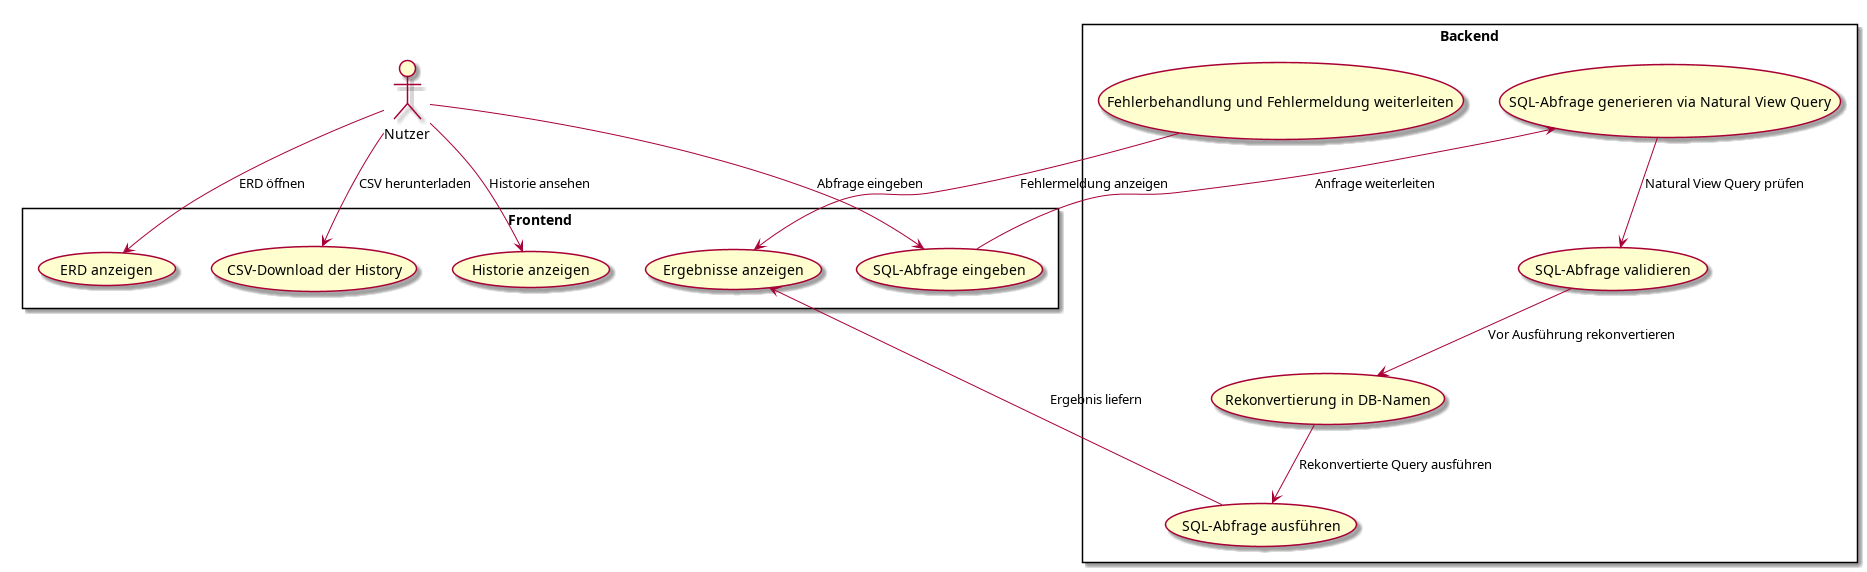 Backend
Fehlerbehandlung und Fehlermeldung weiterleiten
SQL-Abfrage generieren via Natural View Query
Nutzer
ERD öffnen
CSV herunterladen
Historie ansehen
Abfrage eingeben
Fehlermeldung anzeigen
Anfrage weiterleiten
Natural View Query prüfen
Frontend
ERD anzeigen
CSV-Download der History
Historie anzeigen
Ergebnisse anzeigen
SQL-Abfrage eingeben
SQL-Abfrage validieren
Vor Ausführung rekonvertieren
Ergebnis liefern
Rekonvertierung in DB-Namen
Rekonvertierte Query ausführen
SQL-Abfrage ausführen